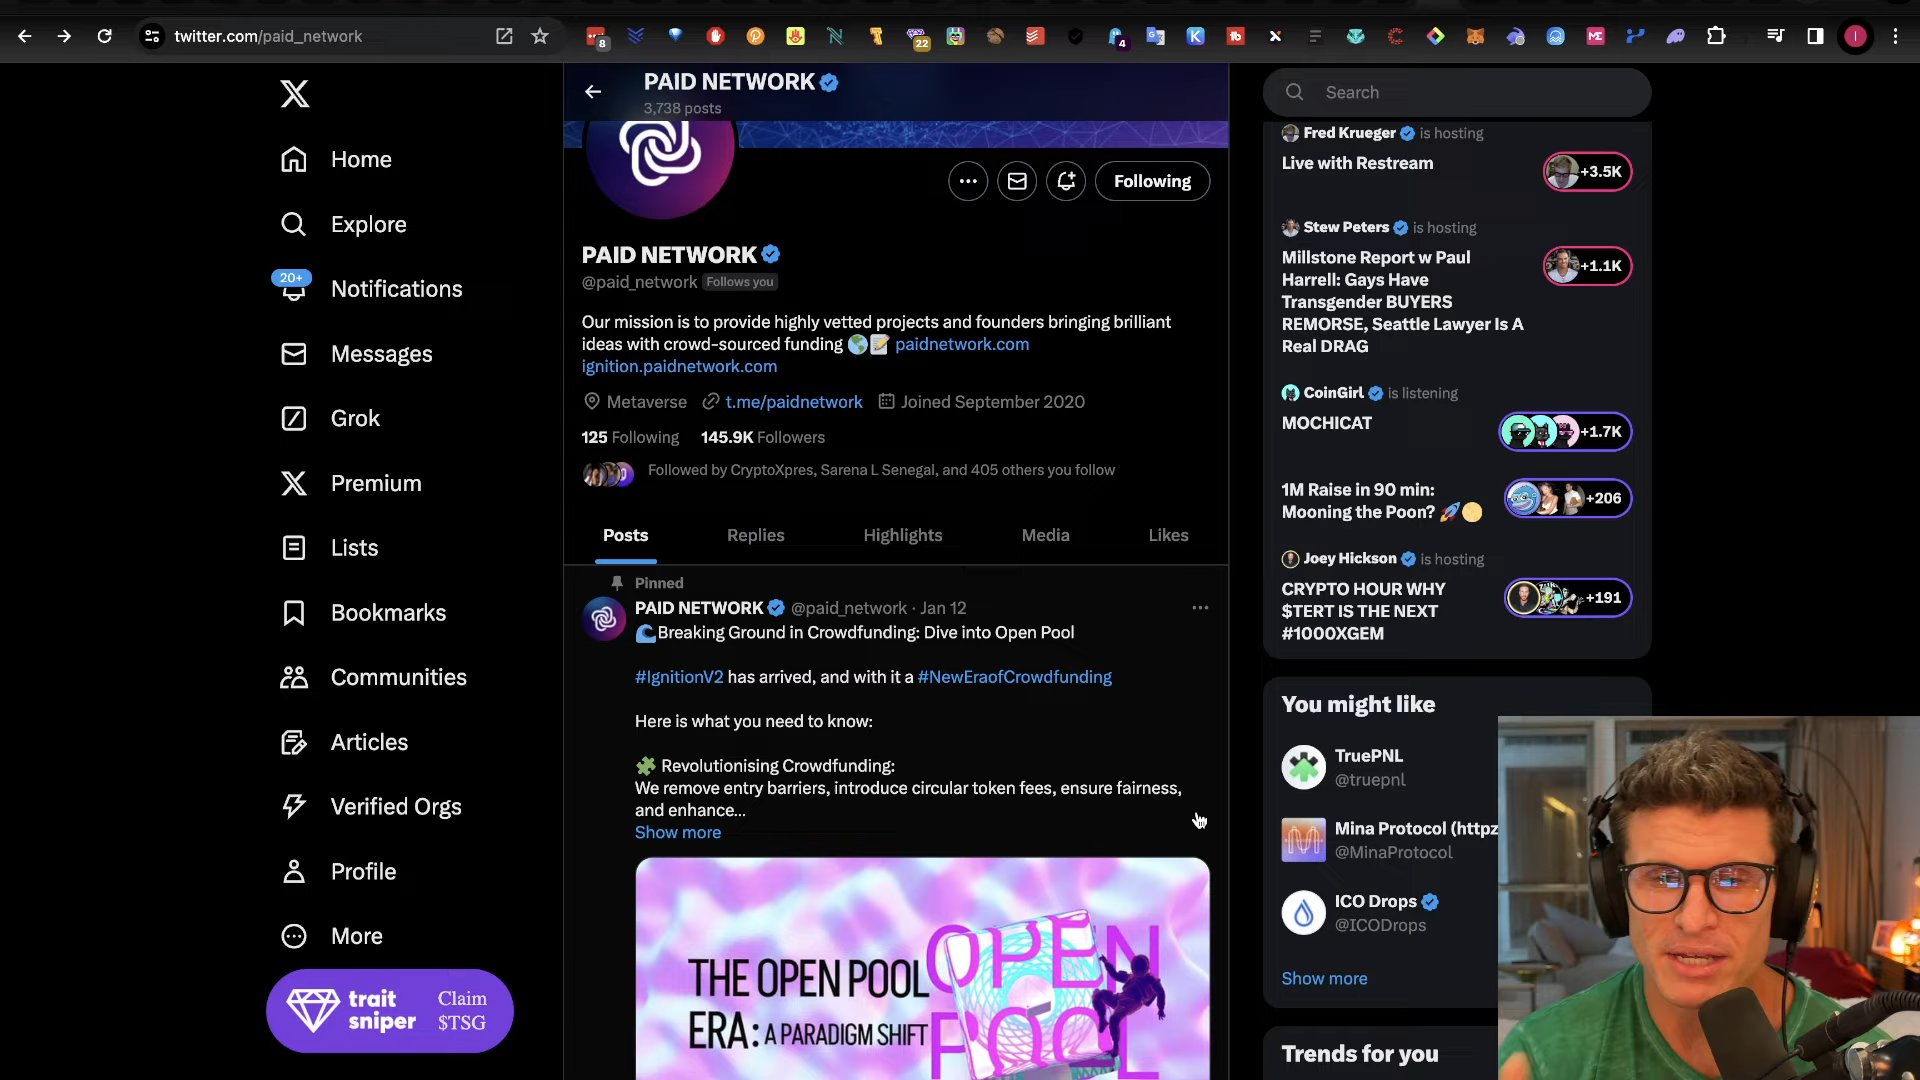 twitter.com/paid_network
8
22
4
ME
K
I
Home
Explore
20+
Notifications
Messages
Grok
Premium
Lists
Bookmarks
Communities
Articles
Verified Orgs
Profile
More
trait
sniper
Claim
$TSG
PAID NETWORK
3,738 posts
Following
PAID NETWORK
@paid_network Follows you
Our mission is to provide highly vetted projects and founders bringing brilliant
ideas with crowd-sourced funding 🌎📝 paidnetwork.com
ignition.paidnetwork.com
Metaverse t.me/paidnetwork Joined September 2020
125 Following 145.9K Followers
Followed by CryptoXpres, Sarena L Senegal, and 405 others you follow
Posts Replies Highlights Media Likes
Pinned
PAID NETWORK @paid_network · Jan 12
🌊Breaking Ground in Crowdfunding: Dive into Open Pool
#IgnitionV2 has arrived, and with it a #NewEraofCrowdfunding
Here is what you need to know:
🧩 Revolutionising Crowdfunding:
We remove entry barriers, introduce circular token fees, ensure fairness,
and enhance...
Show more
THE OPEN POOL
ERA: A PARADIGM SHIFT
OPEN
POOL
Search
Fred Krueger is hosting
Live with Restream
+3.5K
Stew Peters is hosting
Millstone Report w Paul
Harrell: Gays Have
Transgender BUYERS
REMORSE, Seattle Lawyer Is A
Real DRAG
+1.1K
CoinGirl is listening
MOCHICAT
+1.7K
1M Raise in 90 min:
Mooning the Poon? 🚀🌕
+206
Joey Hickson is hosting
CRYPTO HOUR WHY
$TERT IS THE NEXT
#1000XGEM
+191
You might like
TruePNL
@truepnl
Mina Protocol (httpz
@MinaProtocol
ICO Drops
@ICODrops
Show more
Trends for you